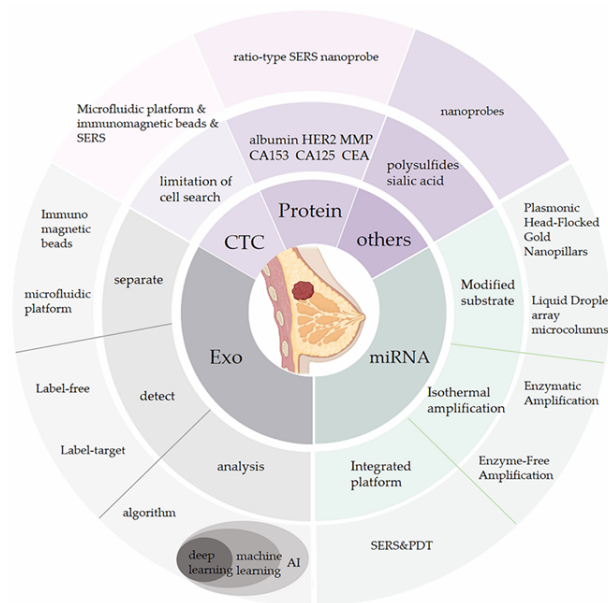 ratio-type SERS nanoprobe
Microfluidic platform &
immunomagnetic beads &
SERS
nanoprobes
albumin HER2 MMP
CA153 CA125 CEA
limitation of
cell search
polysulfides
sialic acid
Protein
CTC
others
Immuno
magnetic
beads
microfluidic
platform
separate
Plasmonic
Head-Flocked
Gold
Nanopillars
Liquid Drople
array
microcolumns
Modified
substrate
Exo
miRNA
Label-free
Label-target
detect
Isothermal
amplification
Enzymatic
Amplification
Enzyme-Free
Amplification
analysis
Integrated
platform
algorithm
deep
learning
machine
learning
AI
SERS&PDT